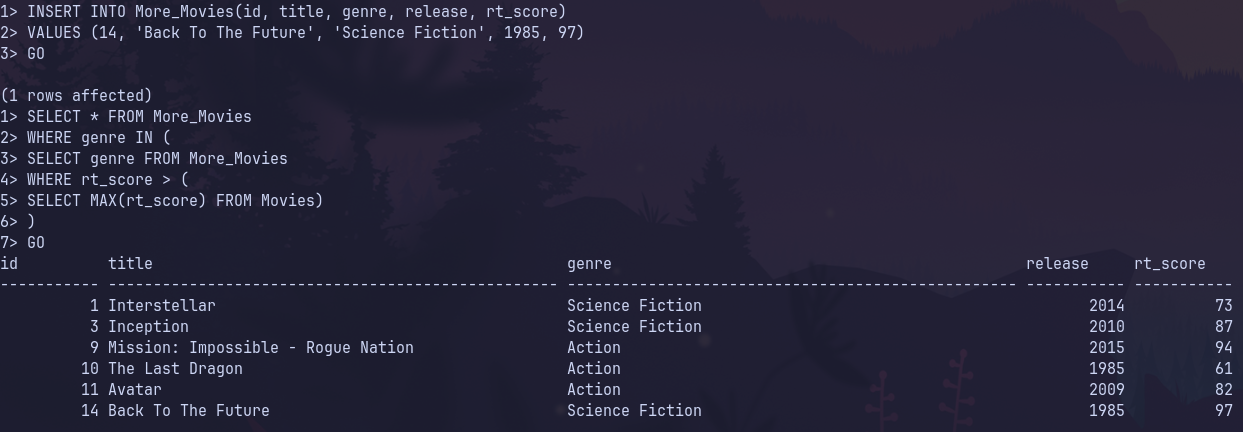 1> INSERT INTO More_Movies(id, title, genre, release, rt_score)
2> VALUES (14, 'Back To The Future', 'Science Fiction', 1985, 97)
3> GO

(1 rows affected)
1> SELECT * FROM More_Movies
2> WHERE genre IN (
3> SELECT genre FROM More_Movies
4> WHERE rt_score > (
5> SELECT MAX(rt_score) FROM Movies)
6> )
7> GO
id          title                                              genre                                              release     rt_score
----------- -------------------------------------------------- -------------------------------------------------- ----------- -----------
          1 Interstellar                                       Science Fiction                                           2014          73
          3 Inception                                          Science Fiction                                           2010          87
          9 Mission: Impossible - Rogue Nation                 Action                                                    2015          94
         10 The Last Dragon                                    Action                                                    1985          61
         11 Avatar                                             Action                                                    2009          82
         14 Back To The Future                                 Science Fiction                                           1985          97